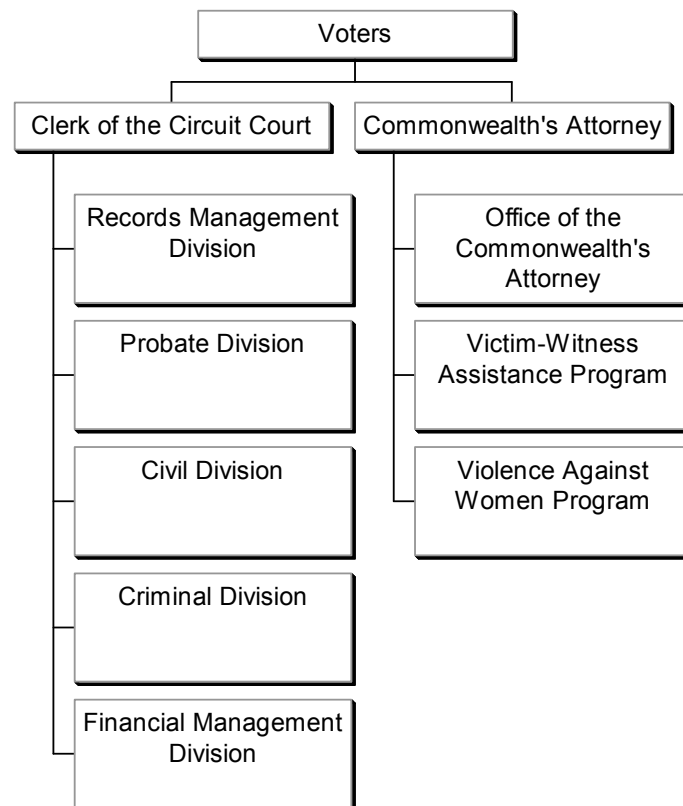 Voters
Clerk of the Circuit Court
Commonwealth's Attorney
Records Management
Division
Probate Division
Civil Division
Criminal Division
Financial Management
Division
Office of the
Commonwealth's
Attorney
Victim-Witness
Assistance Program
Violence Against
Women Program